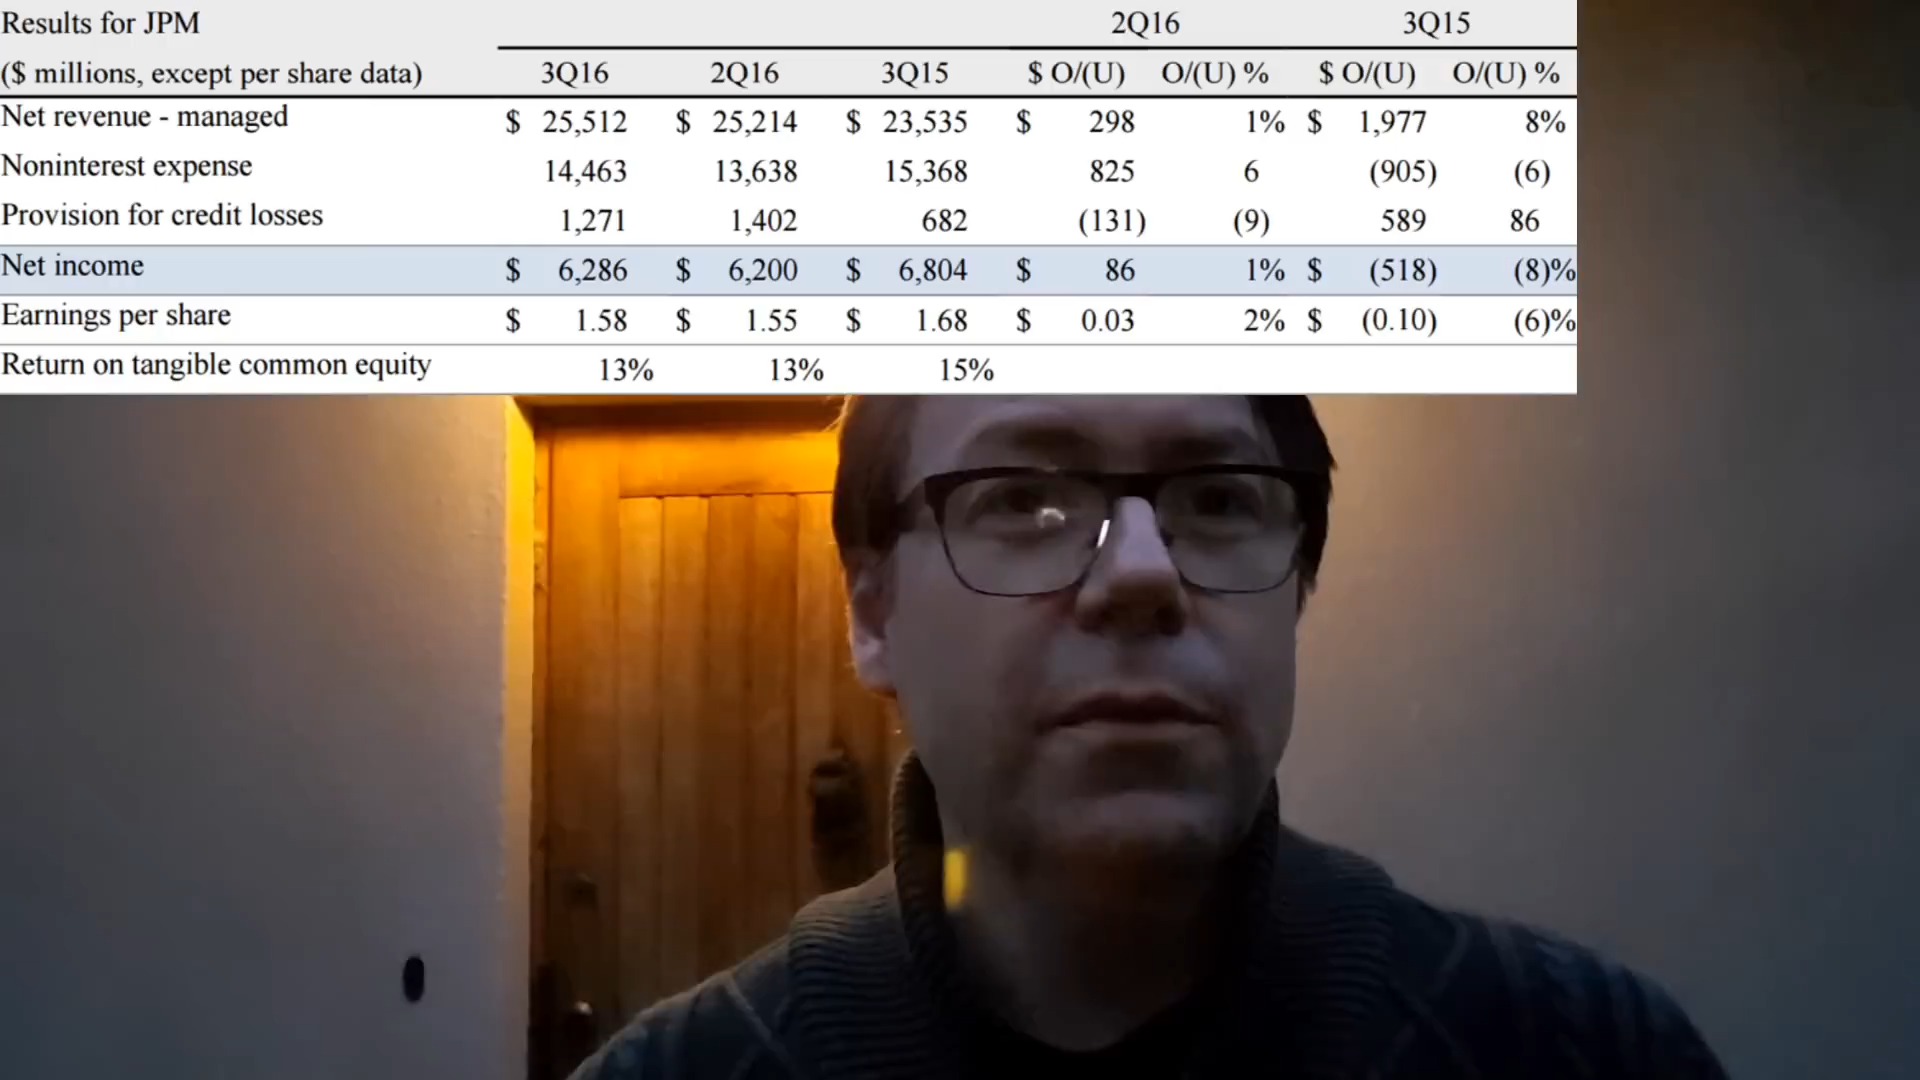 Results for JPM 2Q16 3Q15
($ millions, except per share data) 3Q16 2Q16 3Q15 $ O/(U) O/(U) % $ O/(U) O/(U) %
Net revenue - managed $ 25,512 $ 25,214 $ 23,535 $ 298 1% $ 1,977 8%
Noninterest expense 14,463 13,638 15,368 825 6 (905) (6)
Provision for credit losses 1,271 1,402 682 (131) (9) 589 86
Net income $ 6,286 $ 6,200 $ 6,804 $ 86 1% $ (518) (8)%
Earnings per share $ 1.58 $ 1.55 $ 1.68 $ 0.03 2% $ (0.10) (6)%
Return on tangible common equity 13% 13% 15%